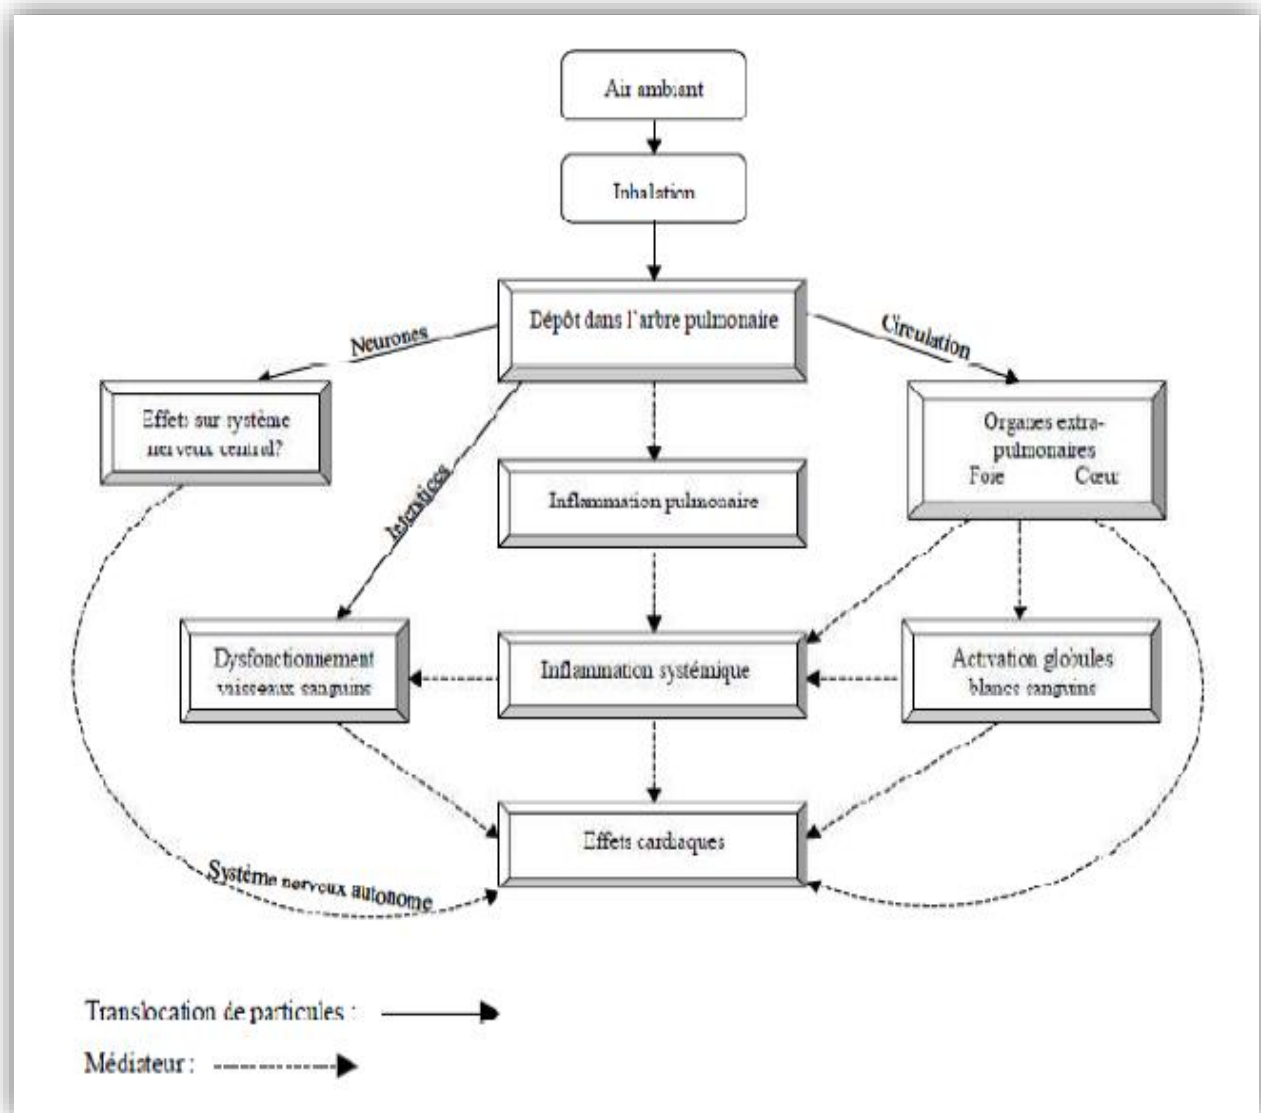 Air ambiant
Inhalation
Dépôt dans l'arbre pulmonaire
Neurones
Circulation
Effets sur système
nerveux central?
Organes extra-
pulmonaires
Foie Cœur
Interstices
Inflammation pulmonaire
Dysfonctionnement
vaisseaux sanguins
Inflammation systémique
Activation globules
blancs sanguins
Effets cardiaques
Système nerveux autonome
Translocation de particules :
Médiateur :